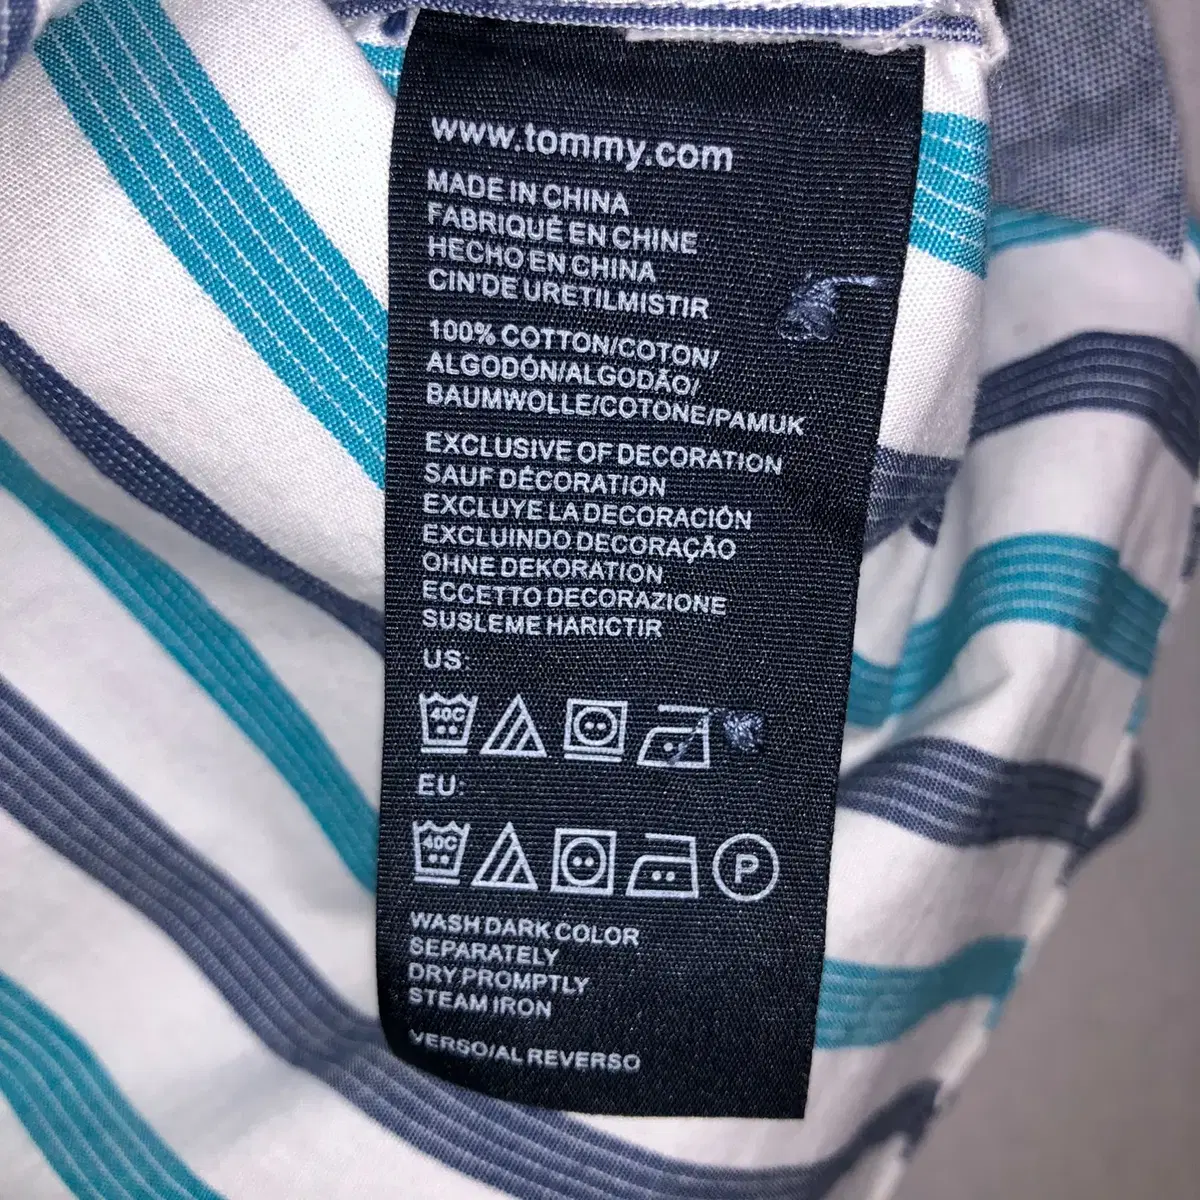 www.tommy.com
MADE IN CHINA
FABRIQUÉ EN CHINE
HECHO EN CHINA
CIN'DE URETILMISTIR
100% COTTON/COTON/
ALGODÓN/ALGODÃO/
BAUMWOLLE/COTONE/PAMUK
EXCLUSIVE OF DECORATION
SAUF DÉCORATION
EXCLUYE LA DECORACIÓN
EXCLUINDO DECORAÇÃO
OHNE DEKORATION
ECCETTO DECORAZIONE
SUSLEME HARICTIR
US:
40C
EU:
40C P
WASH DARK COLOR
SEPARATELY
DRY PROMPTLY
STEAM IRON
VERSO/AL REVERSO